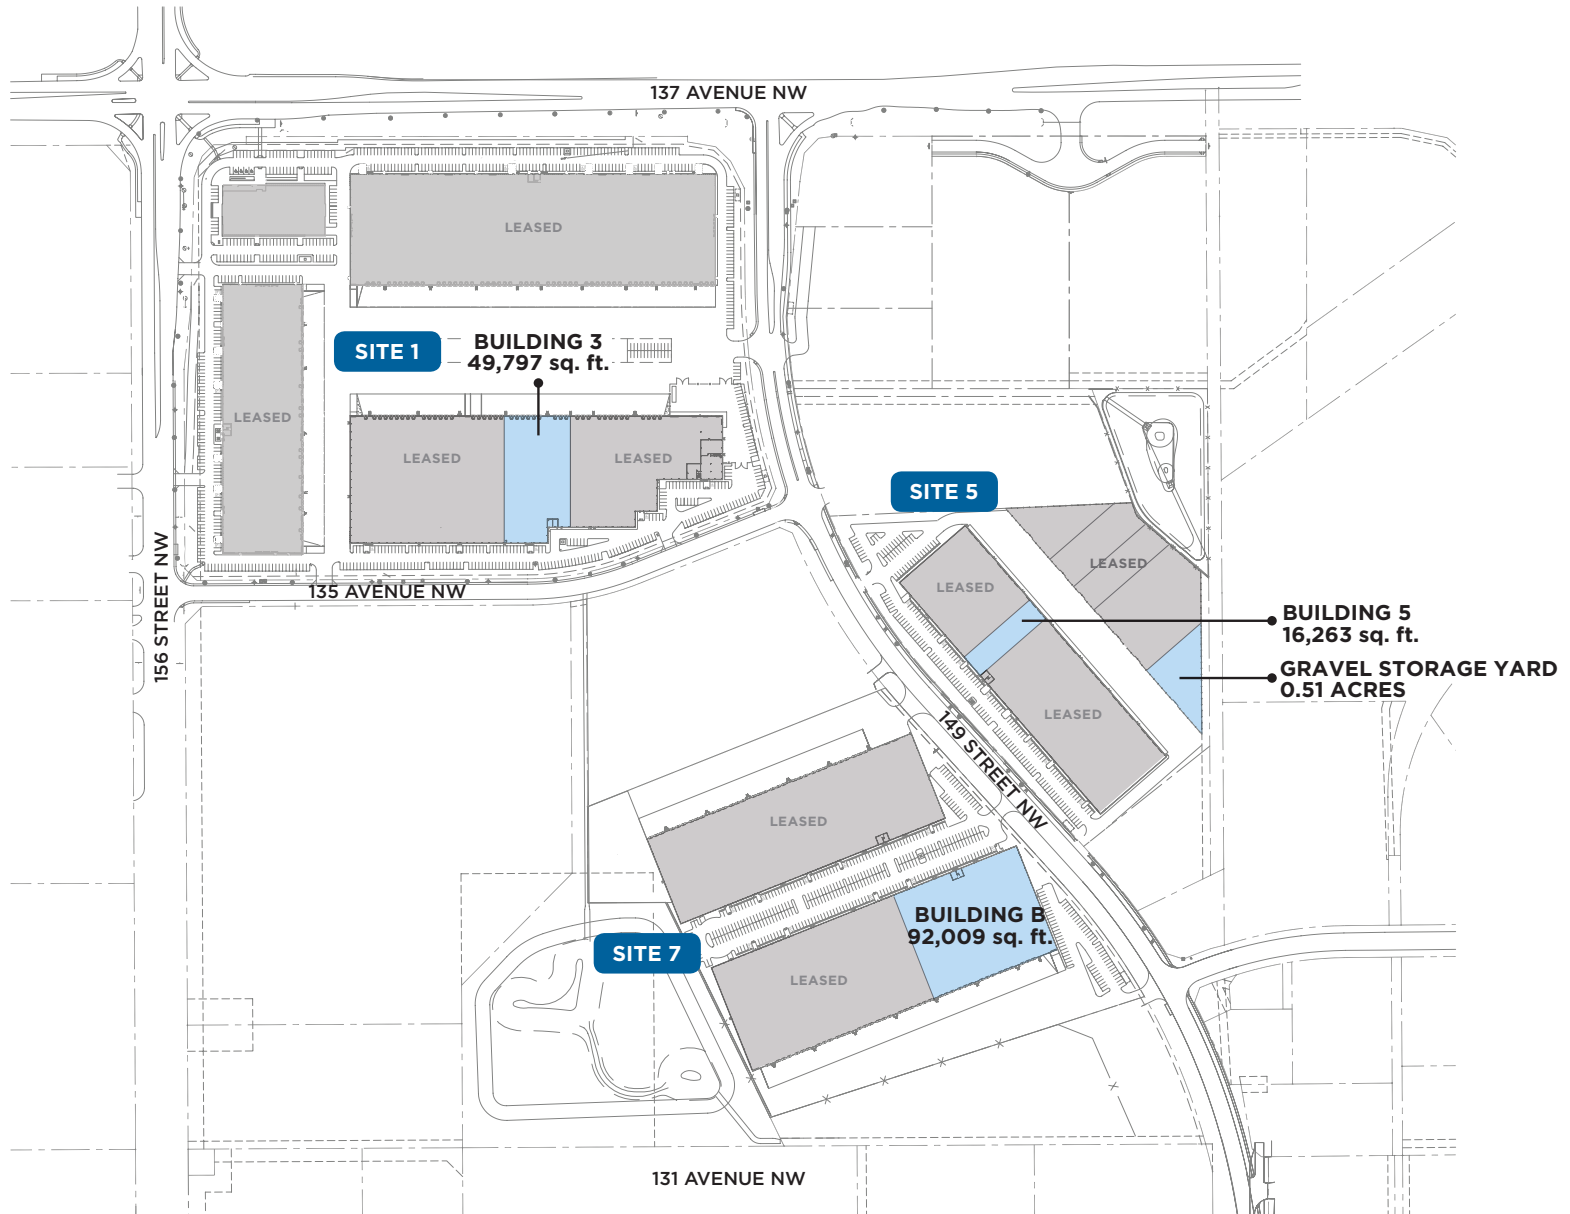 137 AVENUE NW
LEASED
SITE 1
BUILDING 3
49,797 sq. ft.
LEASED
LEASED
LEASED
156 STREET NW
135 AVENUE NW
SITE 5
LEASED
LEASED
BUILDING 5
16,263 sq. ft.
GRAVEL STORAGE YARD
0.51 ACRES
LEASED
149 STREET NW
LEASED
BUILDING B
92,009 sq. ft.
SITE 7
LEASED
131 AVENUE NW